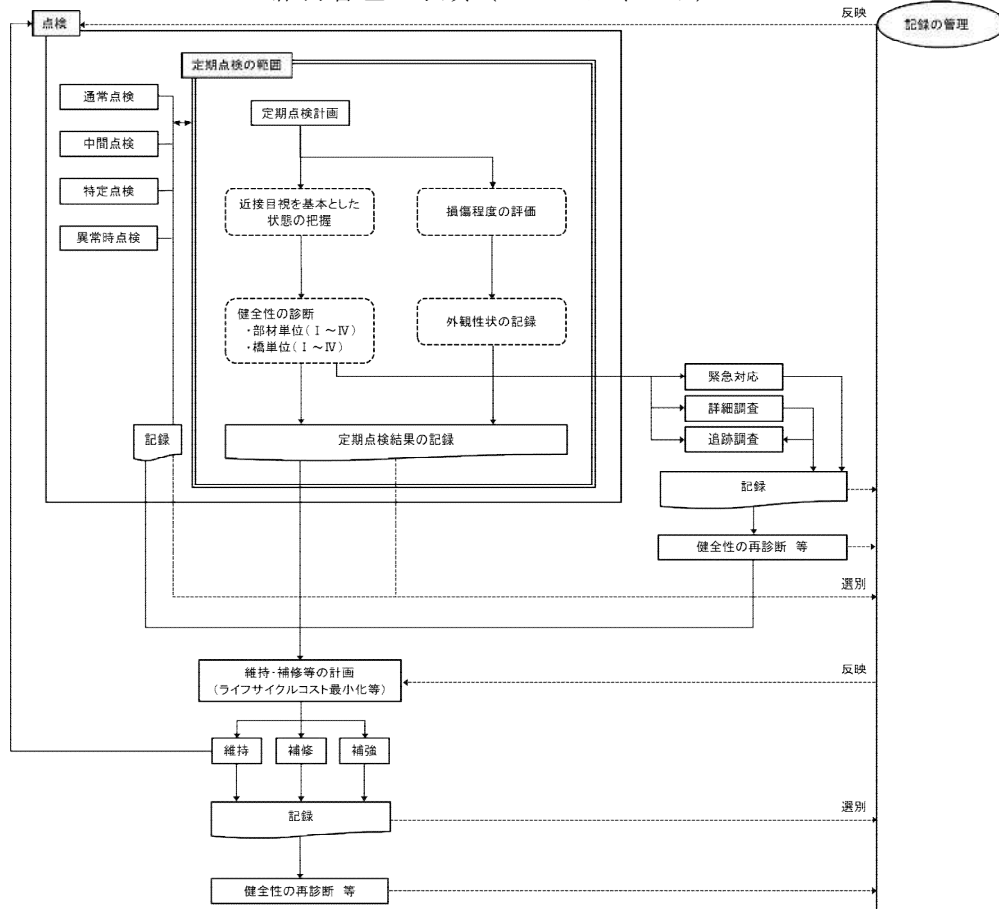 点検
反映
記録の管理
定期点検の範囲
通常点検
定期点検計画
中間点検
特定点検
近接目視を基本とした
状態の把握
損傷程度の評価
異常時点検
健全性の診断
・部材単位(Ⅰ~Ⅳ)
・橋単位(Ⅰ~Ⅳ)
外観性状の記録
緊急対応
詳細調査
追跡調査
記録
定期点検結果の記録
記録
健全性の再診断 等
選別
維持・補修等の計画
(ライフサイクルコスト最小化等)
反映
維持
補修
補強
記録
選別
健全性の再診断 等